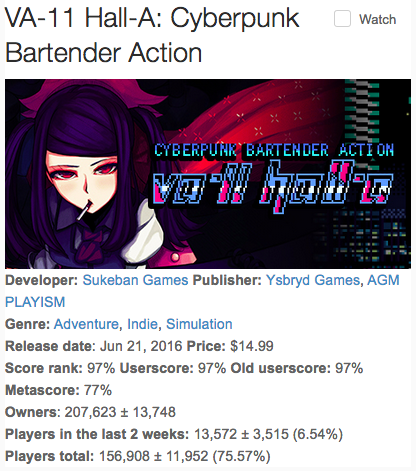 VA-11 Hall-A: Cyberpunk
Bartender Action
Watch
CYBERPUNK BARTENDER ACTION
va11 hall-a
Developer: Sukeban Games Publisher: Ysbryd Games, AGM
PLAYISM
Genre: Adventure, Indie, Simulation
Release date: Jun 21, 2016 Price: $14.99
Score rank: 97% Userscore: 97% Old userscore: 97%
Metascore: 77%
Owners: 207,623 ± 13,748
Players in the last 2 weeks: 13,572 ± 3,515 (6.54%)
Players total: 156,908 ± 11,952 (75.57%)